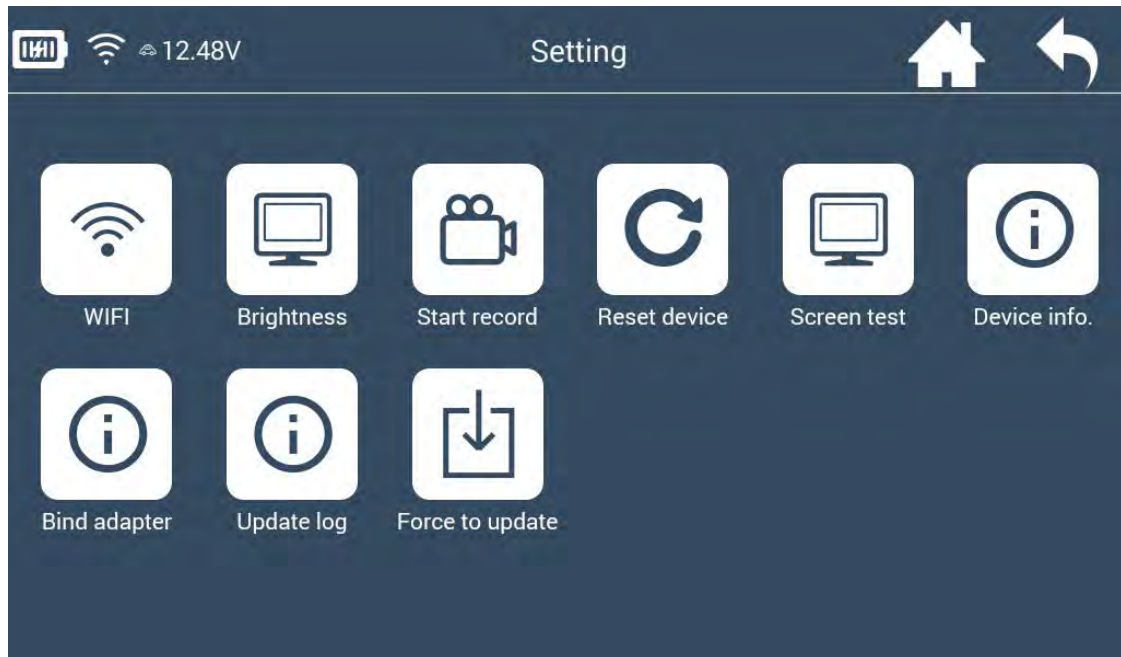 12.48V
Setting
WIFI
Brightness
Start record
Reset device
Screen test
Device info.
Bind adapter
Update log
Force to update